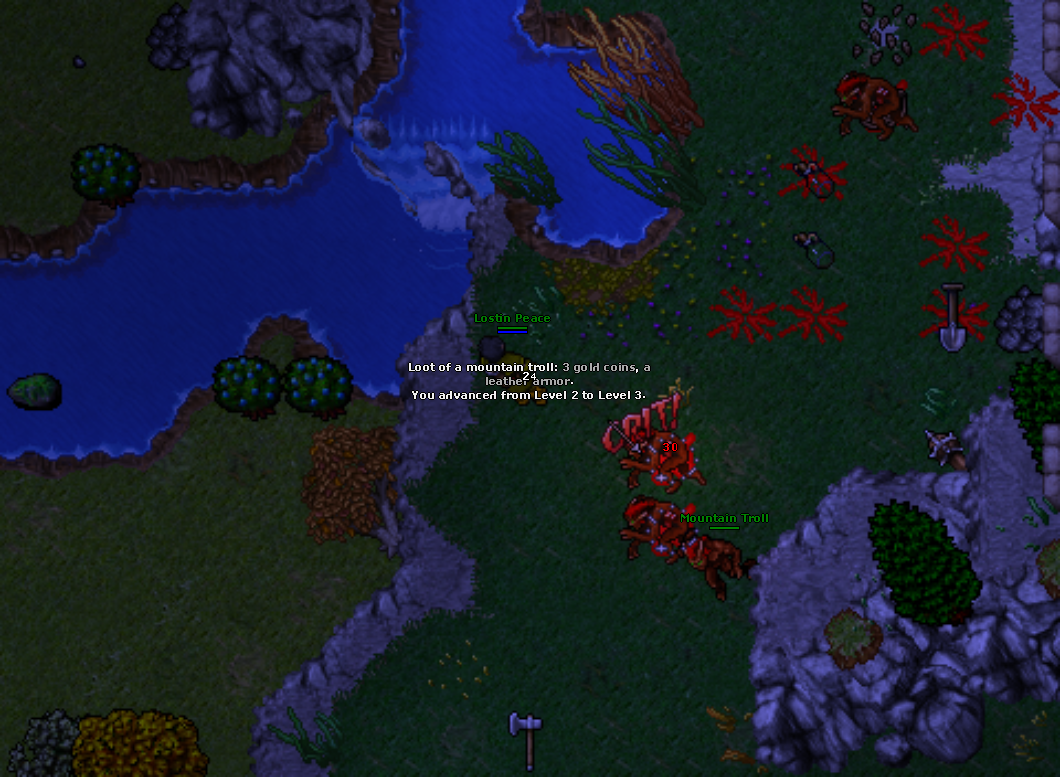 Lostin Peace
Loot of a mountain troll: 3 gold coins, a
24
leather armor.
You advanced from Level 2 to Level 3.
CRIT!
30
Mountain Troll